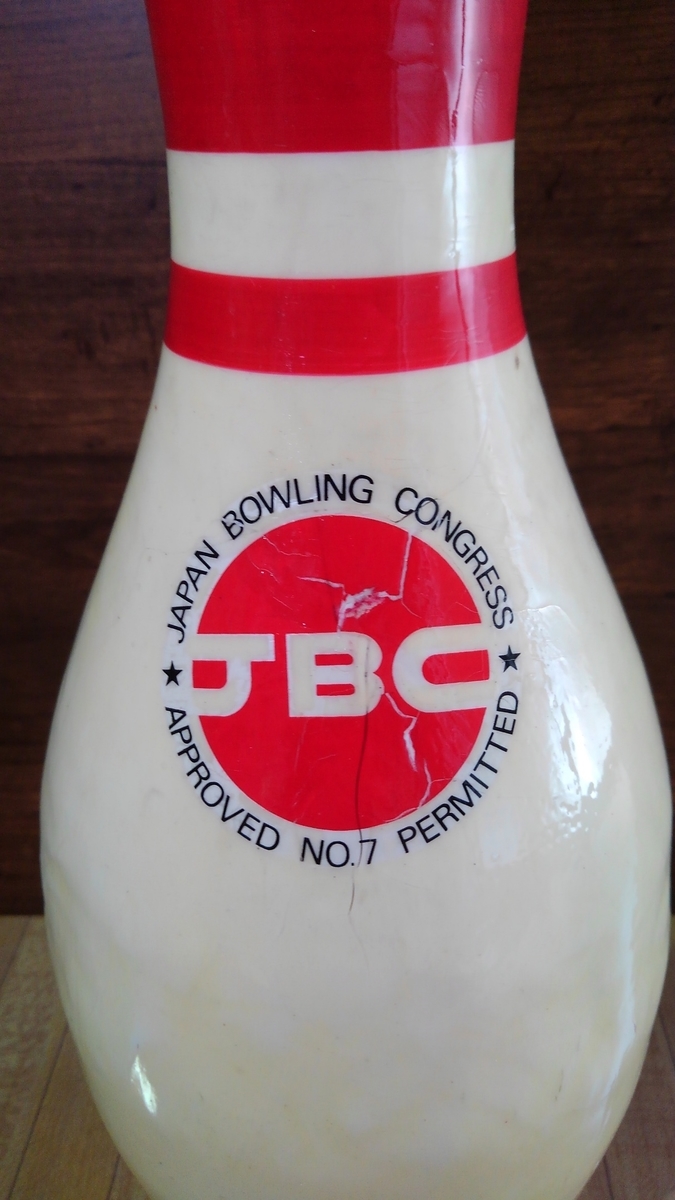 JAPAN BOWLING CONGRESS
JBC
★ APPROVED NO.7 PERMITTED ★